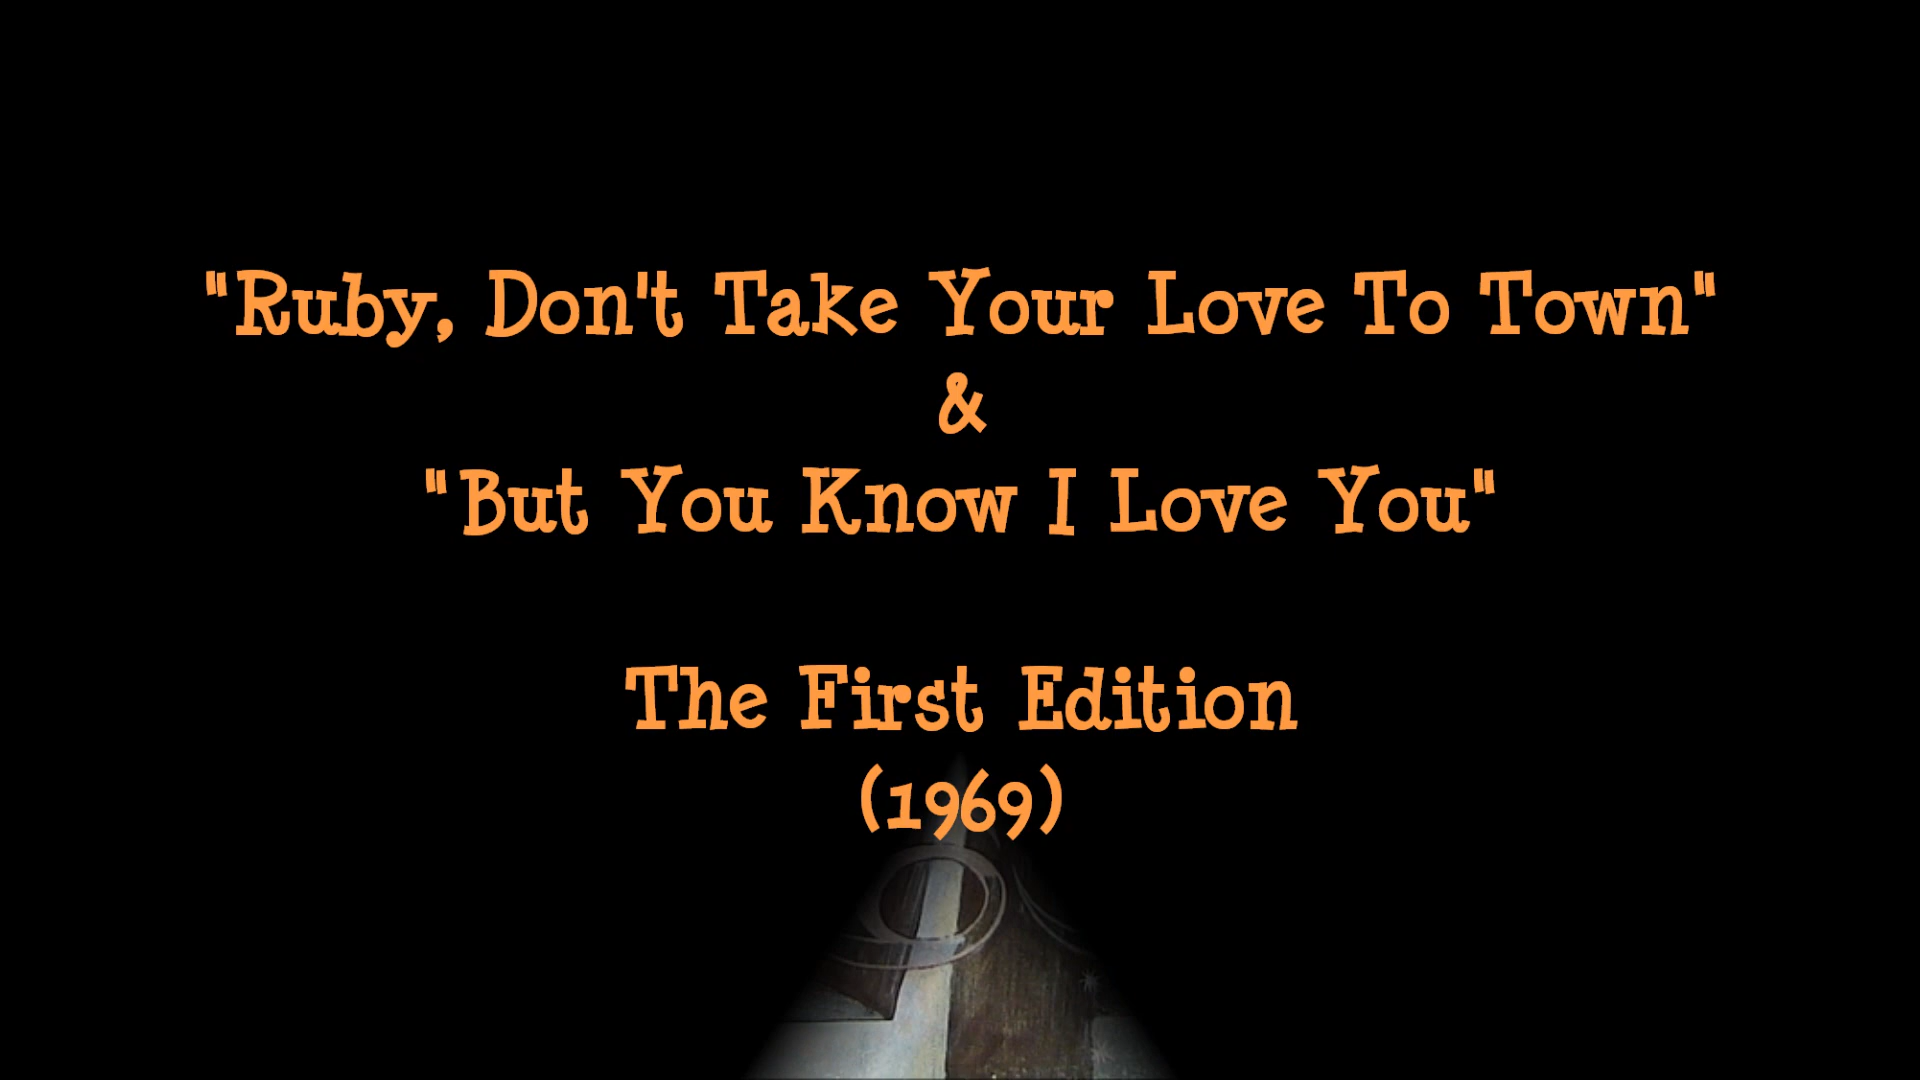 "Ruby, Don't Take Your Love To Town"
&
"But You Know I Love You"
The First Edition
(1969)